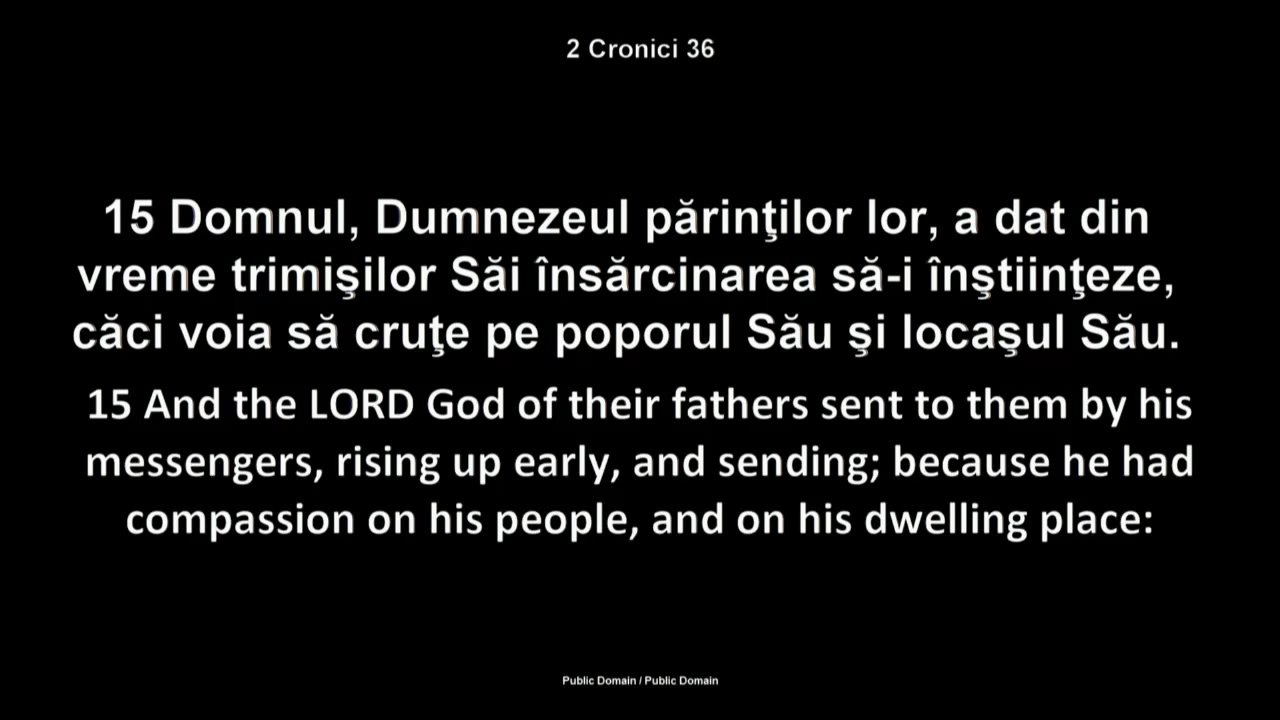 2 Cronici 36
15 Domnul, Dumnezeul părinţilor lor, a dat din
vreme trimişilor Săi însărcinarea să-i înştiinţeze,
căci voia să cruţe pe poporul Său şi locaşul Său.
15 And the LORD God of their fathers sent to them by his
messengers, rising up early, and sending; because he had
compassion on his people, and on his dwelling place:
Public Domain / Public Domain